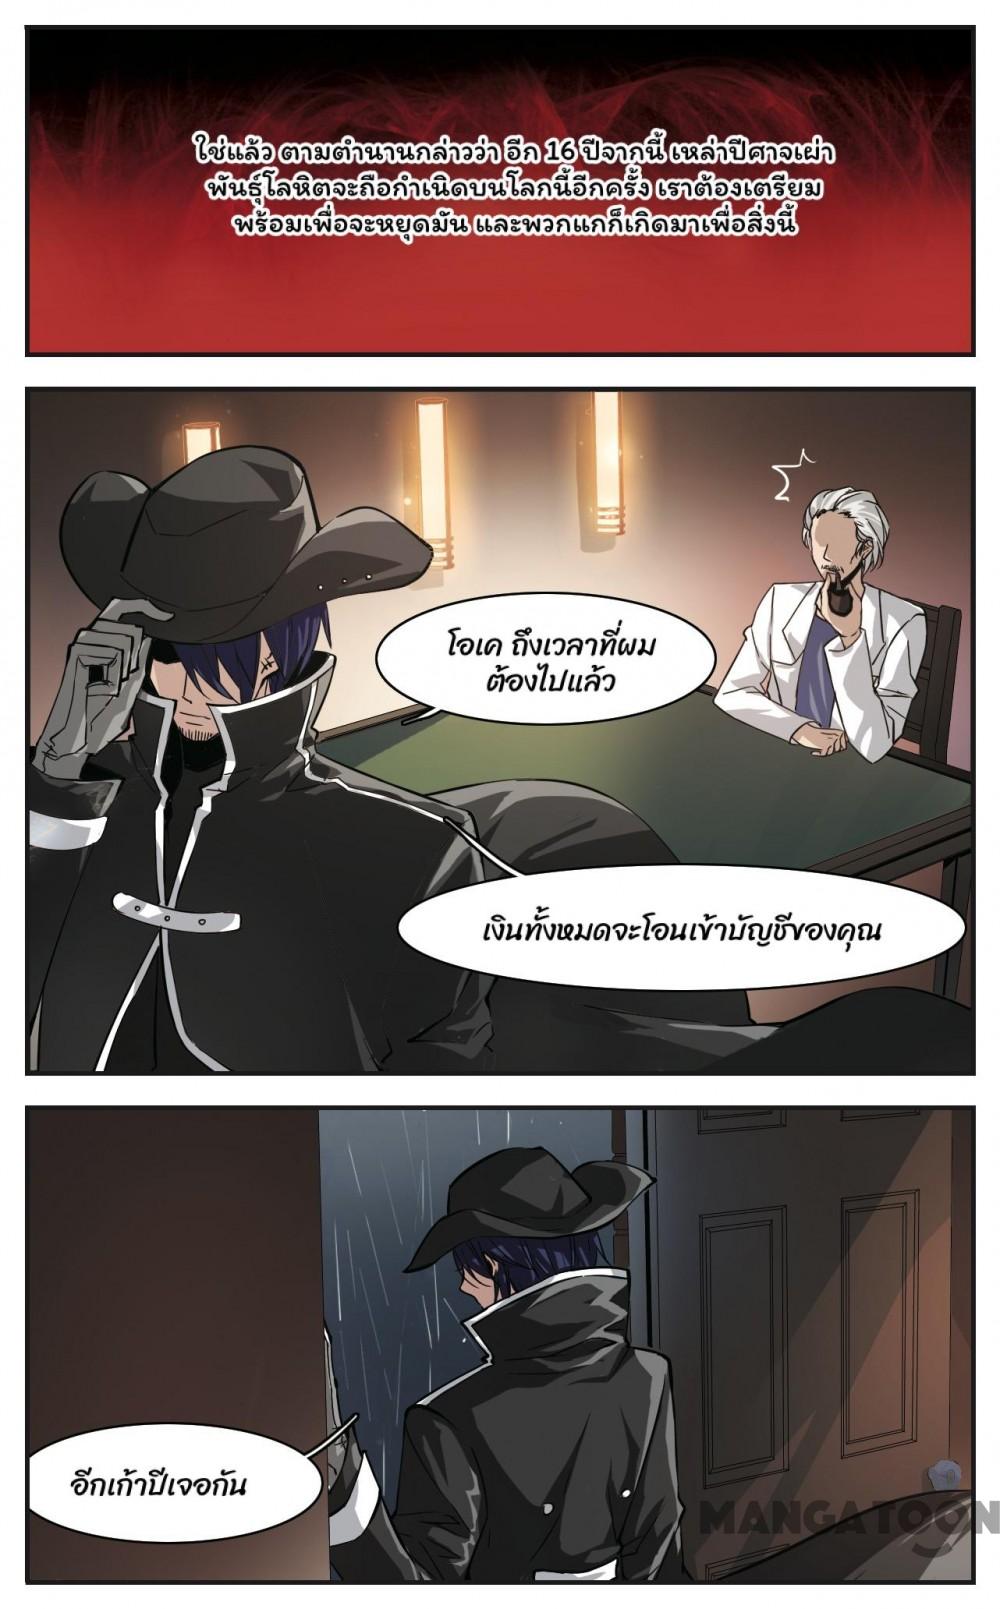 ใช่แล้ว ตามตำนานกล่าวว่า อีก 16 ปีจากนี้ เหล่าปีศาจเผ่า
พันธุ์โลหิตจะถือกำเนิดบนโลกนี้อีกครั้ง เราต้องเตรียม
พร้อมเพื่อจะหยุดมัน และพวกแกก็เกิดมาเพื่อสิ่งนี้
โอเค ถึงเวลาที่ผม
ต้องไปแล้ว
เงินทั้งหมดจะโอนเข้าบัญชีของคุณ
อีกเก้าปีเจอกัน
MANGATOON